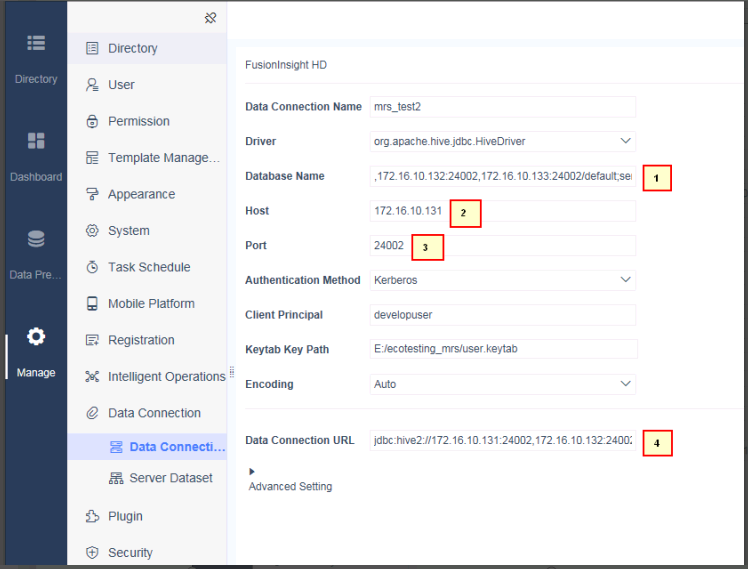 Directory
Dashboard
Data Pre...
Manage
Directory
User
Permission
Template Manage...
Appearance
System
Task Schedule
Mobile Platform
Registration
Intelligent Operations
Data Connection
Data Connecti...
Server Dataset
Plugin
Security
FusionInsight HD
Data Connection Name mrs_test2
Driver org.apache.hive.jdbc.HiveDriver
Database Name ,172.16.10.132:24002,172.16.10.133:24002/default;ser 1
Host 172.16.10.131 2
Port 24002 3
Authentication Method Kerberos
Client Principal developuser
Keytab Key Path E:/ecotesting_mrs/user.keytab
Encoding Auto
Data Connection URL jdbc:hive2://172.16.10.131:24002,172.16.10.132:24002 4
Advanced Setting